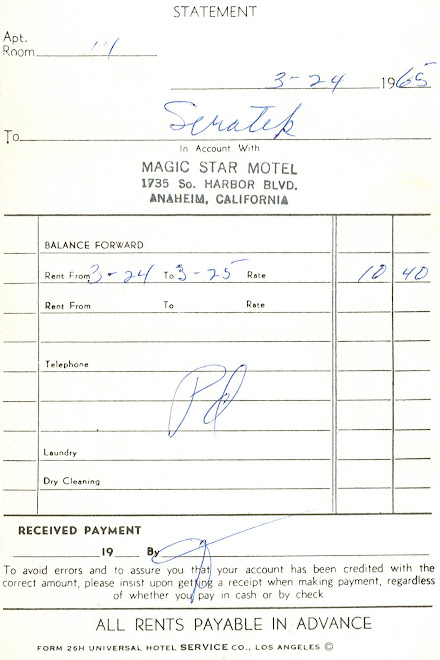 STATEMENT
Apt.
Room 111
3-24 1965
To
In Account With
MAGIC STAR MOTEL
1735 So. HARBOR BLVD.
ANAHEIM, CALIFORNIA
BALANCE FORWARD
Rent From 3-24 To 3-25 Rate 10 40
Rent From To Rate
Telephone
Pd
Laundry
Dry Cleaning
RECEIVED PAYMENT
19 By
To avoid errors and to assure you that your account has been credited with the
correct amount, please insist upon getting a receipt when making payment, regardless
of whether you pay in cash or by check.
ALL RENTS PAYABLE IN ADVANCE
FORM 26H UNIVERSAL HOTEL SERVICE CO., LOS ANGELES ©